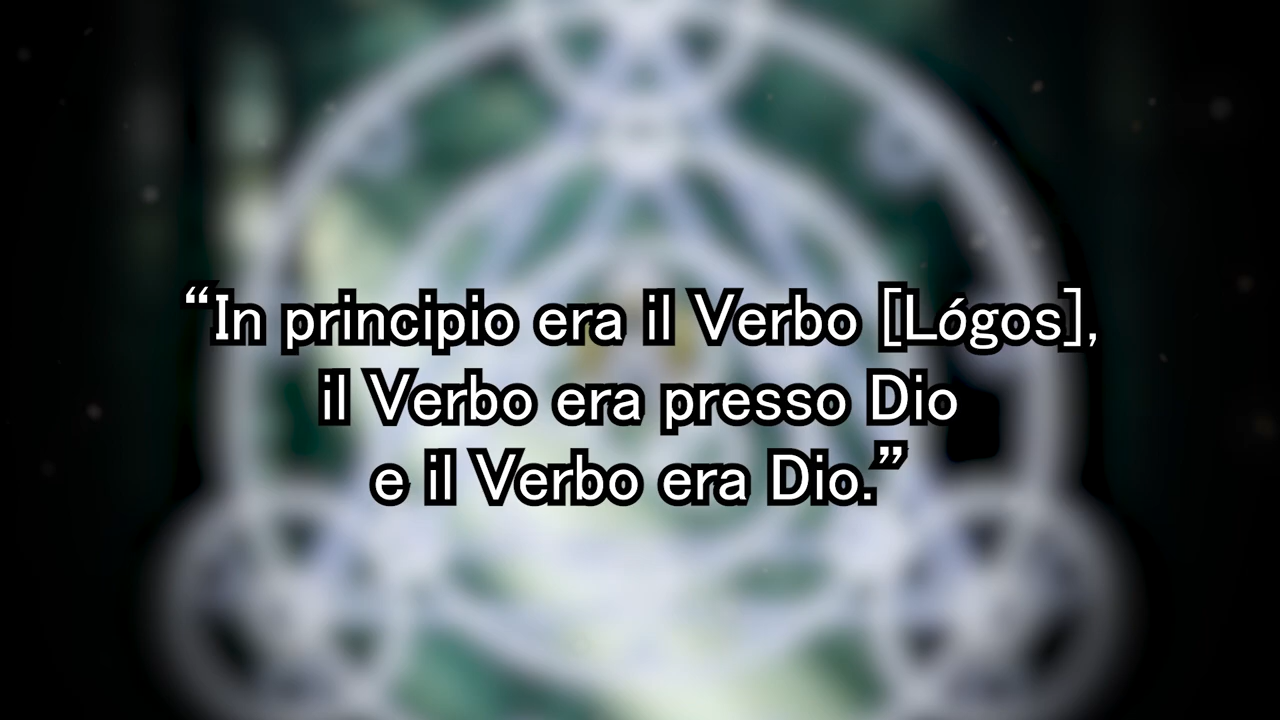 “In principio era il Verbo [Lógos],
il Verbo era presso Dio
e il Verbo era Dio.”